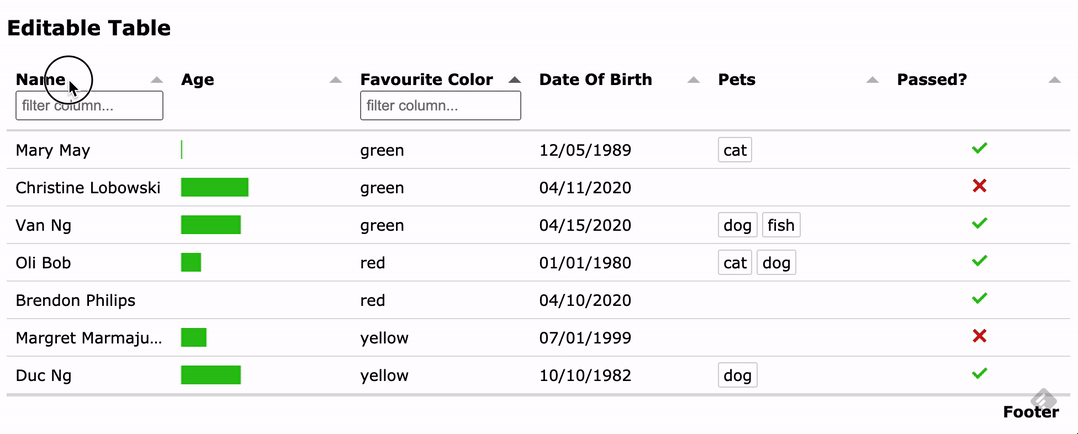 Editable Table
Name Age Favourite Color Date Of Birth Pets Passed?
filter column... filter column...
Mary May green 12/05/1989 cat
Christine Lobowski green 04/11/2020
Van Ng green 04/15/2020 dog fish
Oli Bob red 01/01/1980 cat dog
Brendon Philips red 04/10/2020
Margret Marmaju... yellow 07/01/1999
Duc Ng yellow 10/10/1982 dog
Footer